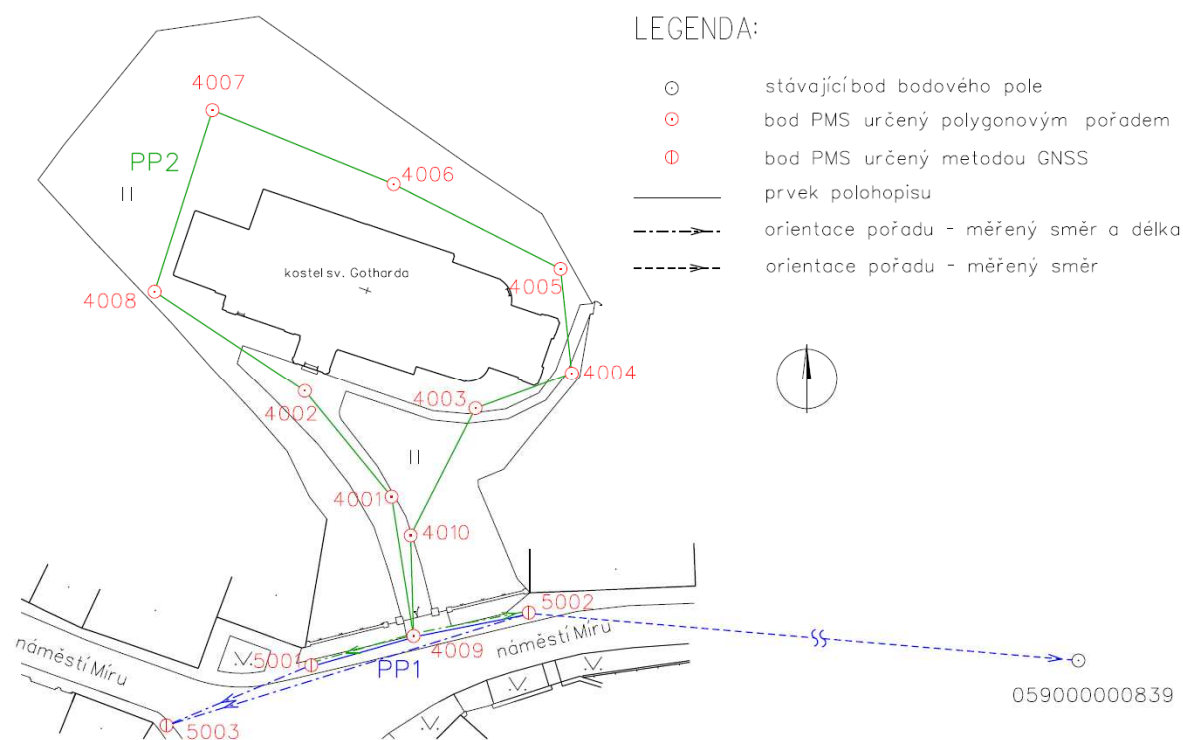 LEGENDA:
stávající bod bodového pole
bod PMS určený polygonovým pořadem
bod PMS určený metodou GNSS
prvek polohopisu
orientace pořadu - měřený směr a délka
orientace pořadu - měřený směr
4007
PP2
4006
kostel sv. Gotharda
4005
4008
4004
4003
4002
4001
4010
5002
4009
náměstí Míru
náměstí Míru
5001
PP1
059000000839
5003